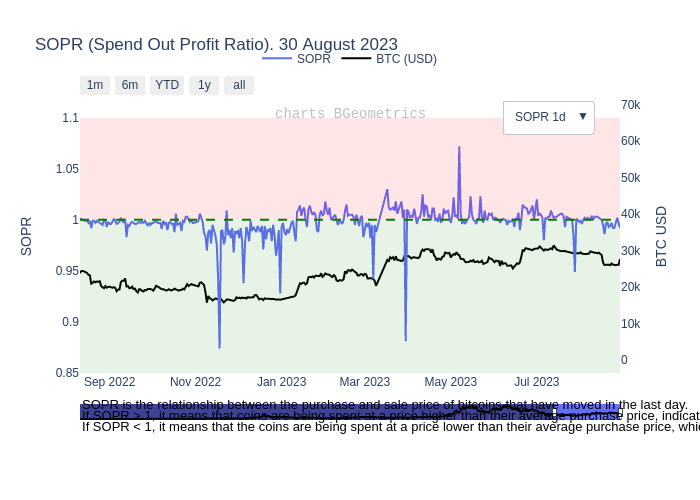 SOPR (Spend Out Profit Ratio). 30 August 2023
SOPR BTC (USD)
1m 6m YTD 1y all
charts BGeometrics
SOPR 1d ▼
1.1
1.05
1
0.95
0.9
0.85
SOPR
70k
60k
50k
40k
30k
20k
10k
0
BTC USD
Sep 2022 Nov 2022 Jan 2023 Mar 2023 May 2023 Jul 2023
SOPR is the relationship between the purchase and sale price of bitcoins that have moved in the last day.
If SOPR > 1, it means that coins are being spent at a price higher than their average purchase price, indicat
If SOPR < 1, it means that the coins are being spent at a price lower than their average purchase price, whic